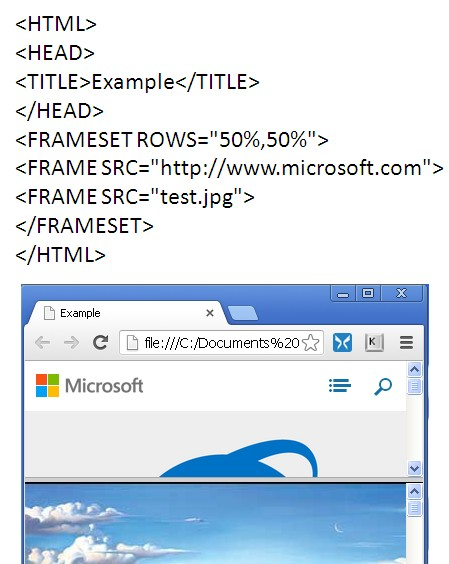 <HTML>
<HEAD>
<TITLE>Example</TITLE>
</HEAD>
<FRAMESET ROWS="50%,50%">
<FRAME SRC="http://www.microsoft.com">
<FRAME SRC="test.jpg">
</FRAMESET>
</HTML>
Example
file:///C:/Documents%20
K
Microsoft